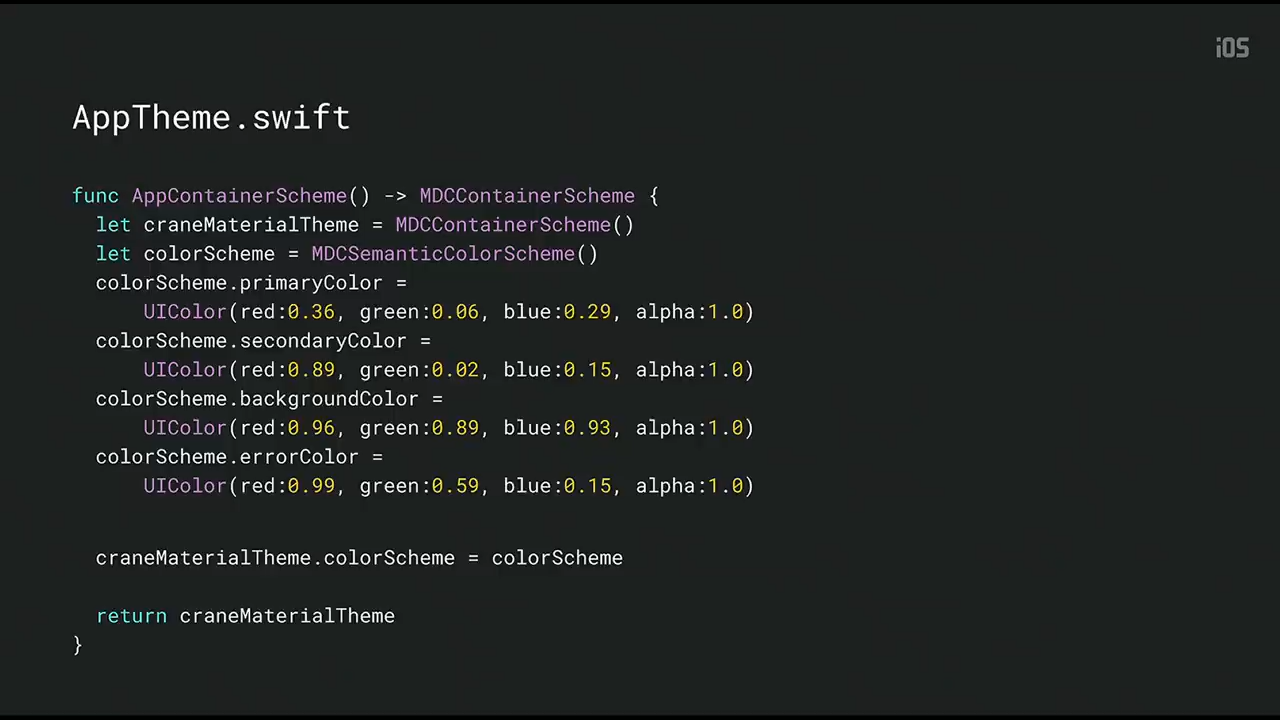 iOS
AppTheme.swift
func AppContainerScheme() -> MDCContainerScheme {
  let craneMaterialTheme = MDCContainerScheme()
  let colorScheme = MDCSemanticColorScheme()
  colorScheme.primaryColor =
      UIColor(red:0.36, green:0.06, blue:0.29, alpha:1.0)
  colorScheme.secondaryColor =
      UIColor(red:0.89, green:0.02, blue:0.15, alpha:1.0)
  colorScheme.backgroundColor =
      UIColor(red:0.96, green:0.89, blue:0.93, alpha:1.0)
  colorScheme.errorColor =
      UIColor(red:0.99, green:0.59, blue:0.15, alpha:1.0)
  craneMaterialTheme.colorScheme = colorScheme
  return craneMaterialTheme
}